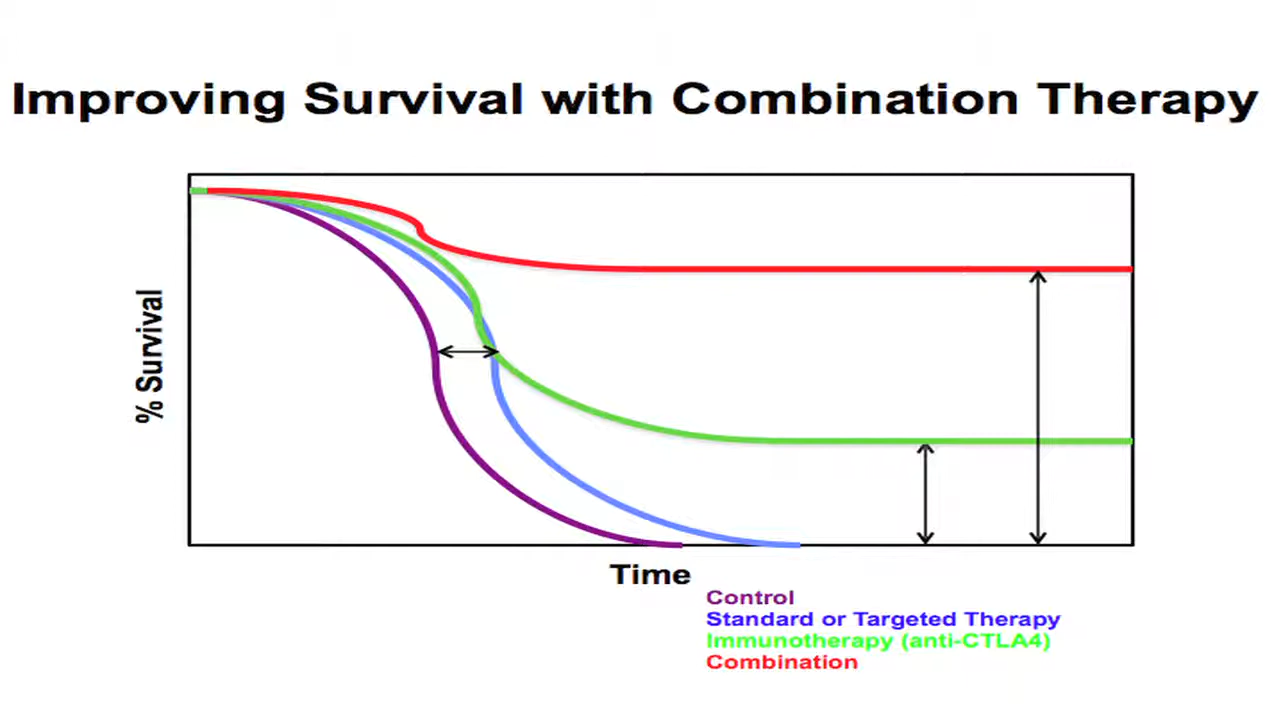 Improving Survival with Combination Therapy
% Survival
Time
Control
Standard or Targeted Therapy
Immunotherapy (anti-CTLA4)
Combination